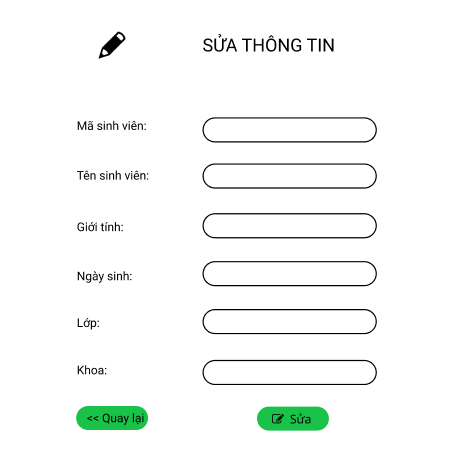 SỬA THÔNG TIN
Mã sinh viên:
Tên sinh viên:
Giới tính:
Ngày sinh:
Lớp:
Khoa:
<< Quay lại
Sửa